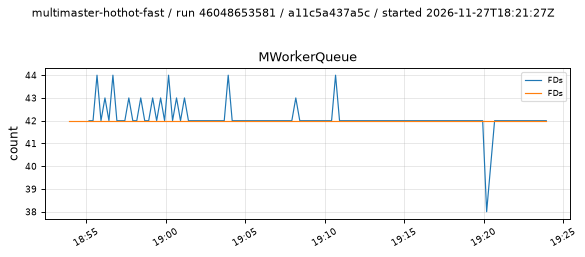 multimaster-hothot-fast / run 46048653581 / a11c5a437a5c / started 2026-11-27T18:21:27Z
MWorkerQueue
FDs
FDs
count
44
43
42
41
40
39
38
18:55
19:00
19:05
19:10
19:15
19:20
19:25